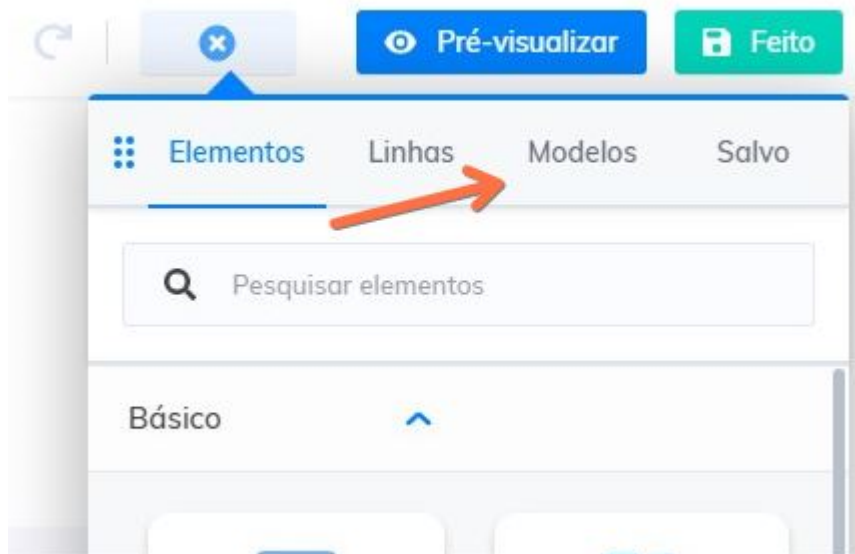 Pré-visualizar Feito
Elementos Linhas Modelos Salvo
Pesquisar elementos
Básico